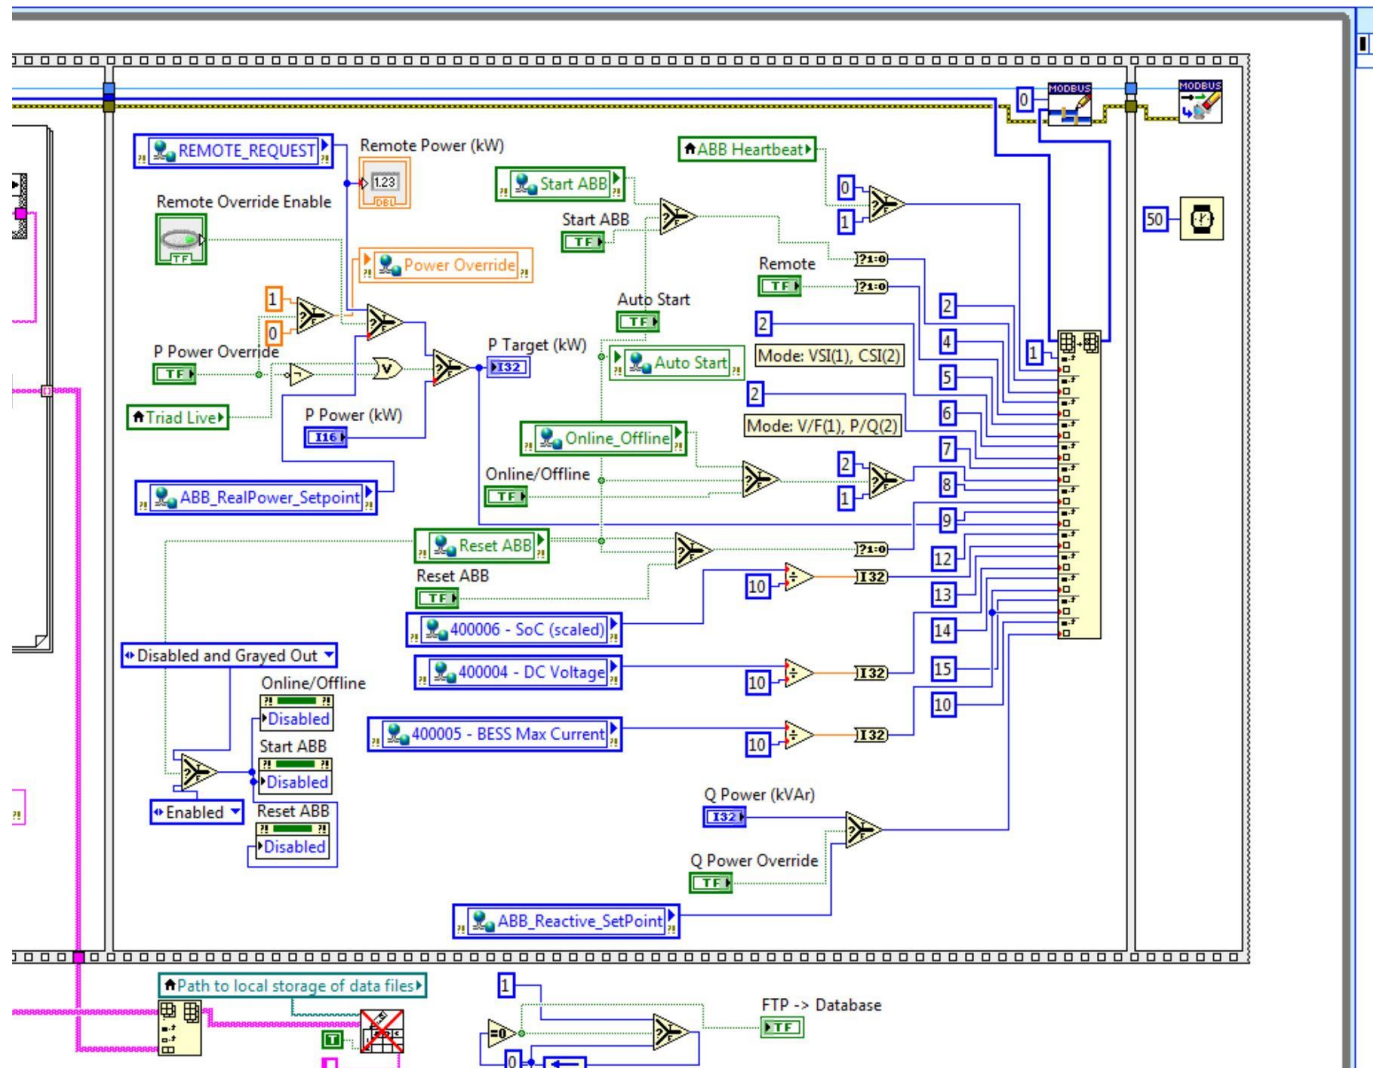 MODBUS
MODBUS
0
REMOTE_REQUEST
Remote Power (kW)
1.23
DBL
ABB Heartbeat
Start ABB
0
1
Remote Override Enable
TF
Start ABB
TF
50
Power Override
Remote
TF
?1:0
?1:0
1
0
Auto Start
TF
2
2
4
1
P Power Override
TF
P Target (kW)
I32
Auto Start
Mode: VSI(1), CSI(2)
5
Triad Live
P Power (kW)
I16
2
6
Mode: V/F(1), P/Q(2)
Online_Offline
7
Online/Offline
TF
2
1
8
ABB_RealPower_Setpoint
9
Reset ABB
?1:0
12
Reset ABB
TF
10
I32
13
400006 - SoC (scaled)
14
Disabled and Grayed Out
400004 - DC Voltage
10
I32
15
Online/Offline
Disabled
10
400005 - BESS Max Current
10
I32
Start ABB
Disabled
Enabled
Reset ABB
Disabled
Q Power (kVAr)
I32
Q Power Override
TF
ABB_Reactive_SetPoint
Path to local storage of data files
1
FTP -> Database
TF
=0
T
0